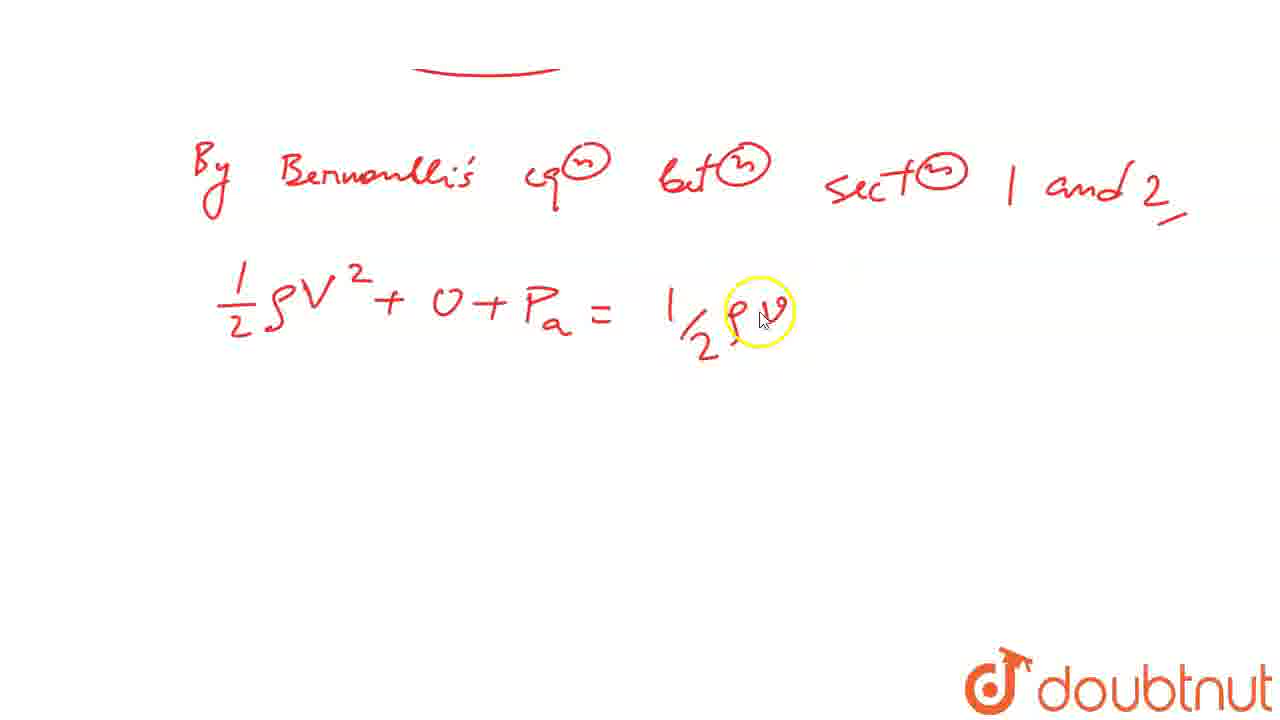 By Bernoulli's eqⁿ betⁿ sectⁿ 1 and 2,
1/2 ρV² + 0 + Pₐ = 1/2 ρv
doubtnut